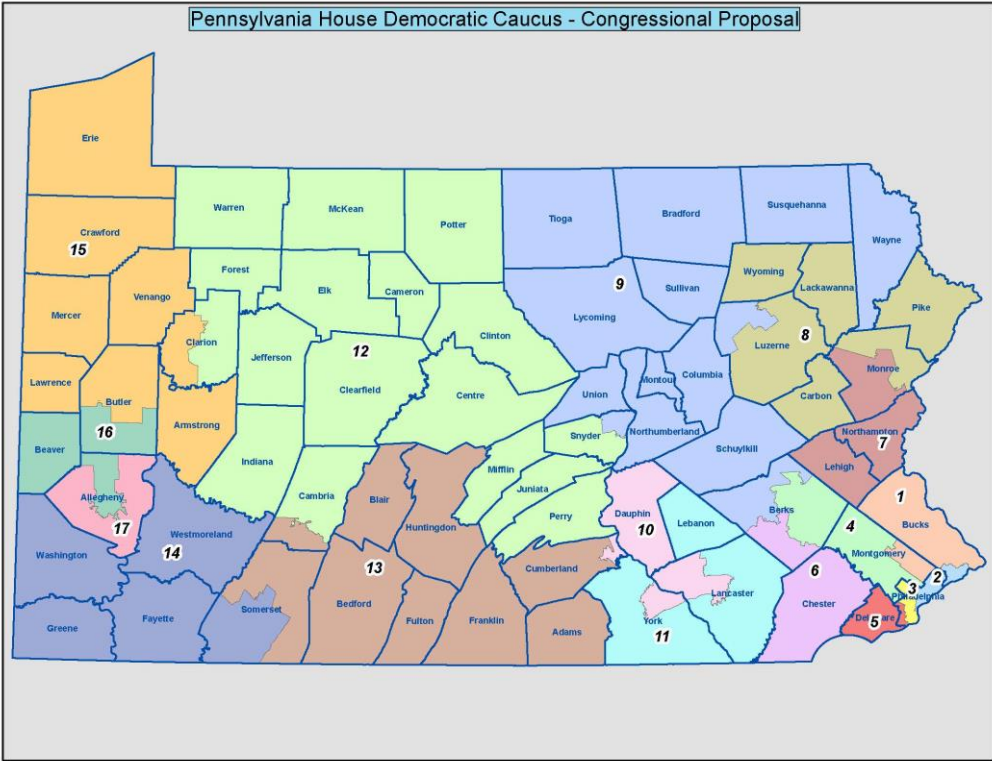 Pennsylvania House Democratic Caucus - Congressional Proposal
Erie
Crawford
15
Warren
McKean
Potter
Tioga
Bradford
Susquehanna
Wayne
Mercer
Venango
Forest
Elk
Cameron
9
Lycoming
Sullivan
Wyoming
Lackawanna
Pike
Lawrence
Butler
Clarion
Jefferson
12
Clearfield
Clinton
Centre
Union
Montour
Columbia
Luzerne
8
Carbon
Monroe
Beaver
16
Armstrong
Indiana
Snyder
Northumberland
Schuylkill
Northampton
7
Lehigh
Allegheny
17
Westmoreland
14
Cambria
Blair
Huntingdon
Mifflin
Juniata
Perry
Dauphin
10
Lebanon
Berks
4
Montgomery
1
Bucks
Washington
Greene
Fayette
Somerset
13
Bedford
Fulton
Franklin
Cumberland
Adams
York
11
Lancaster
6
Chester
Delaware
5
3
2
Philadelphia